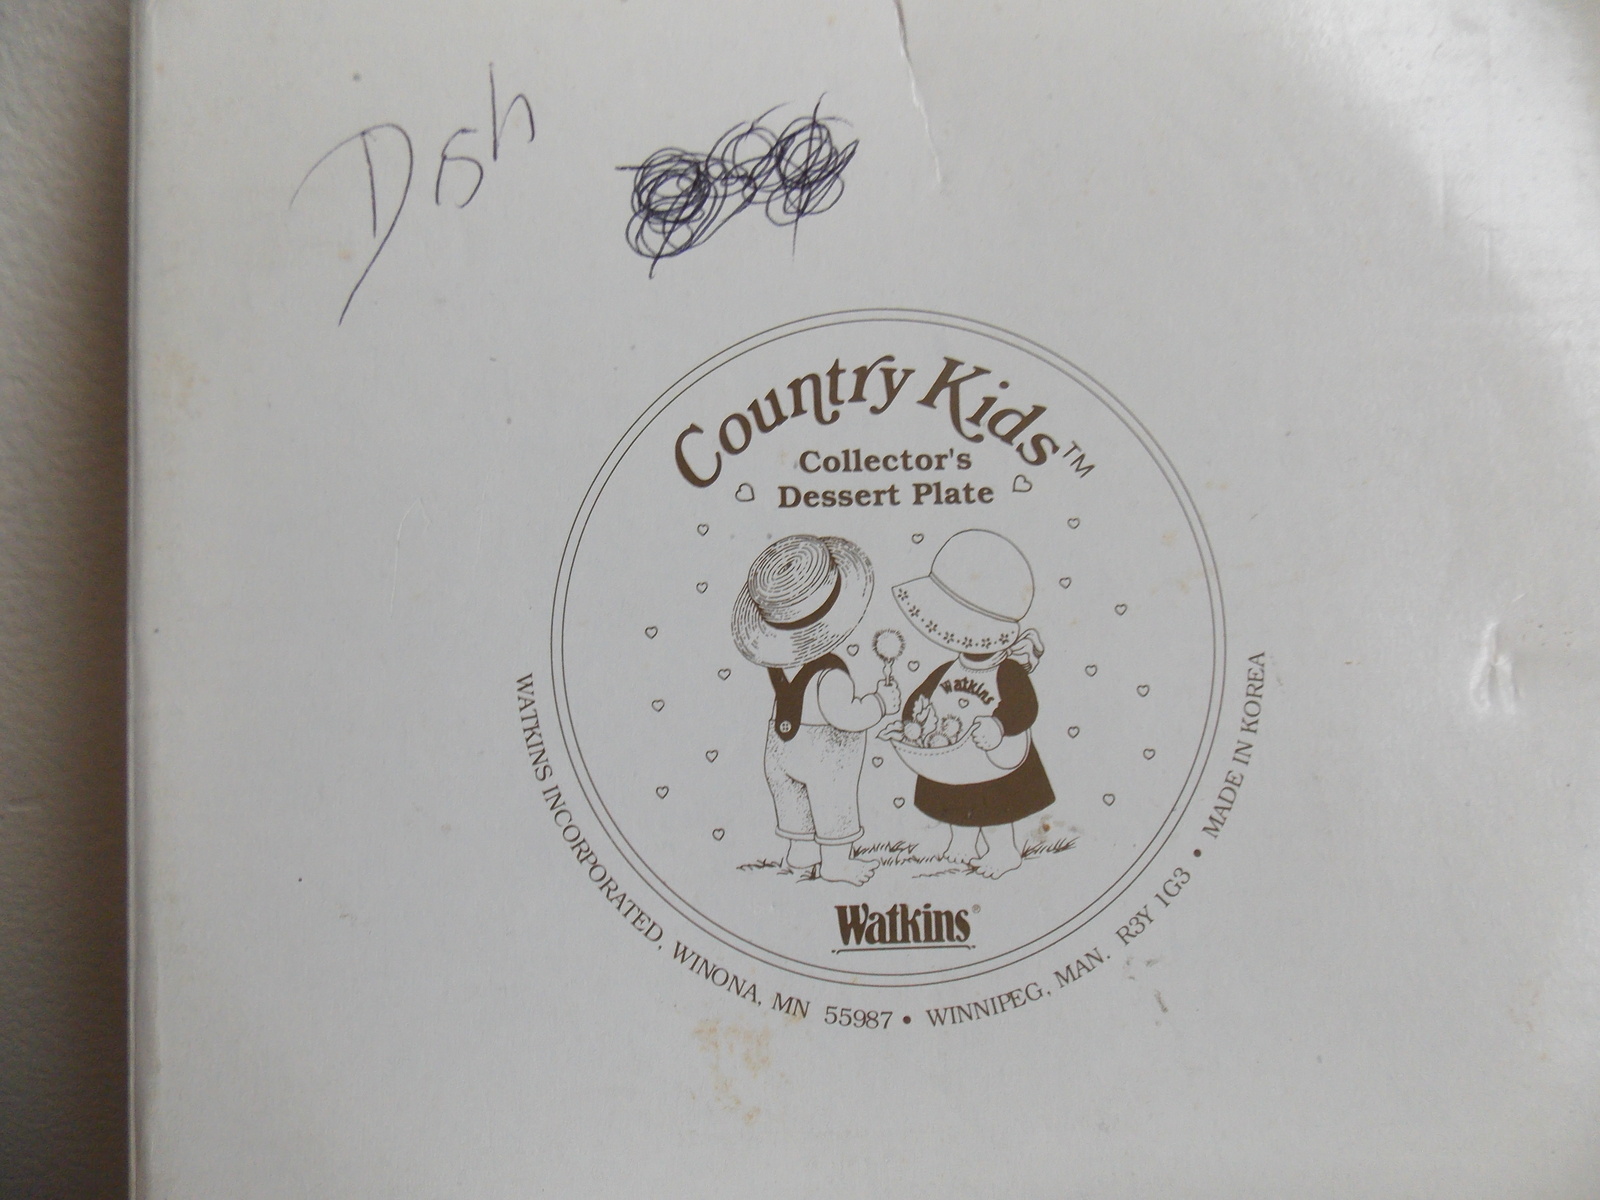 Dish
Country Kids™
Collector's
Dessert Plate
Watkins
Watkins®
WATKINS INCORPORATED, WINONA, MN 55987 • WINNIPEG, MAN. R3Y 1G3 • MADE IN KOREA